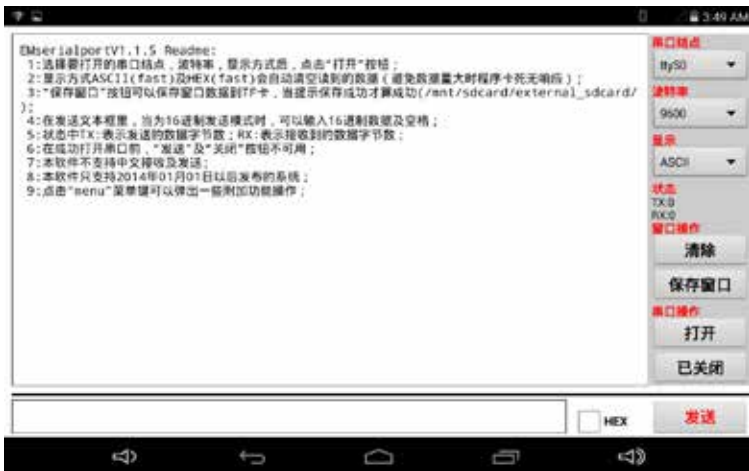 3:49 AM
EMserialportV1.1.5 Readme:
1:选择要打开的串口结点，波特率，显示方式后，点击"打开"按钮；
2:显示方式ASCII(fast)及HEX(fast)会自动清空读到的数据(避免数据量大时程序卡死无响应)；
3:"保存窗口"按钮可以保存窗口数据到TF卡，当提示保存成功才算成功(/mnt/sdcard/external_sdcard/
)；
4:在发送文本框里，当为16进制发送模式时，可以输入16进制数据及空格；
5:状态中TX:表示发送的数据字节数；RX:表示接收到的数据字节数；
6:在成功打开串口前，"发送"及"关闭"按钮不可用；
7:本软件不支持中文接收及发送；
8:本软件只支持2014年01月01日以后发布的系统；
9:点击"menu"菜单键可以弹出一些附加功能操作；
串口结点
ttyS0
波特率
9600
显示
ASCII
状态
TX:0
RX:0
窗口操作
清除
保存窗口
串口操作
打开
已关闭
HEX
发送